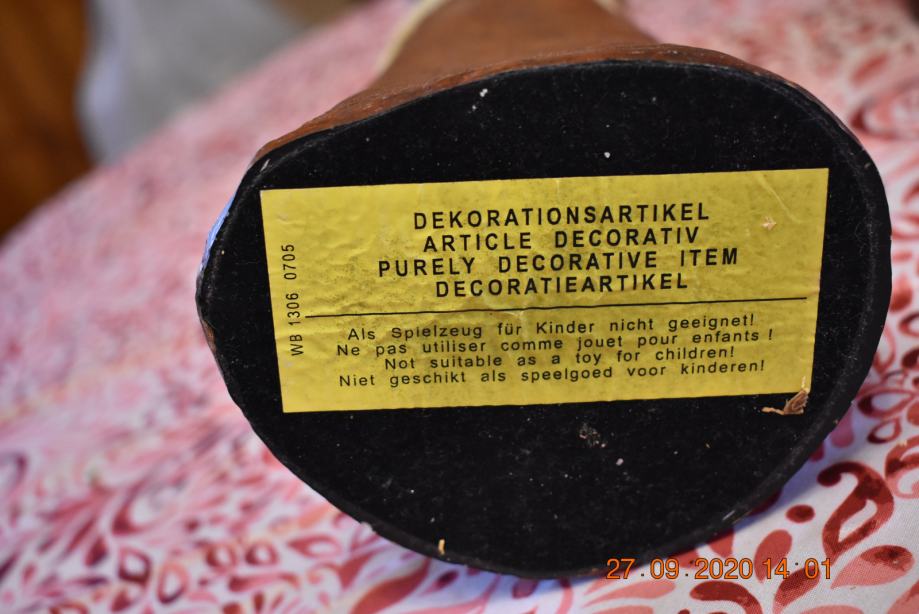 DEKORATIONSARTIKEL
ARTICLE DECORATIV
PURELY DECORATIVE ITEM
DECORATIEARTIKEL
WB 1306 0705
Als Spielzeug für Kinder nicht geeignet!
Ne pas utiliser comme jouet pour enfants !
Not suitable as a toy for children!
Niet geschikt als speelgoed voor kinderen!
27.09.2020 14:01